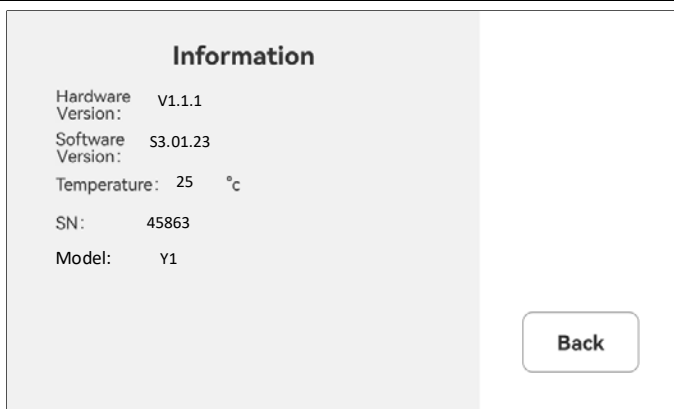 Information
Hardware
Version: V1.1.1
Software S3.01.23
Version:
Temperature: 25 °c
SN: 45863
Model: Y1
Back